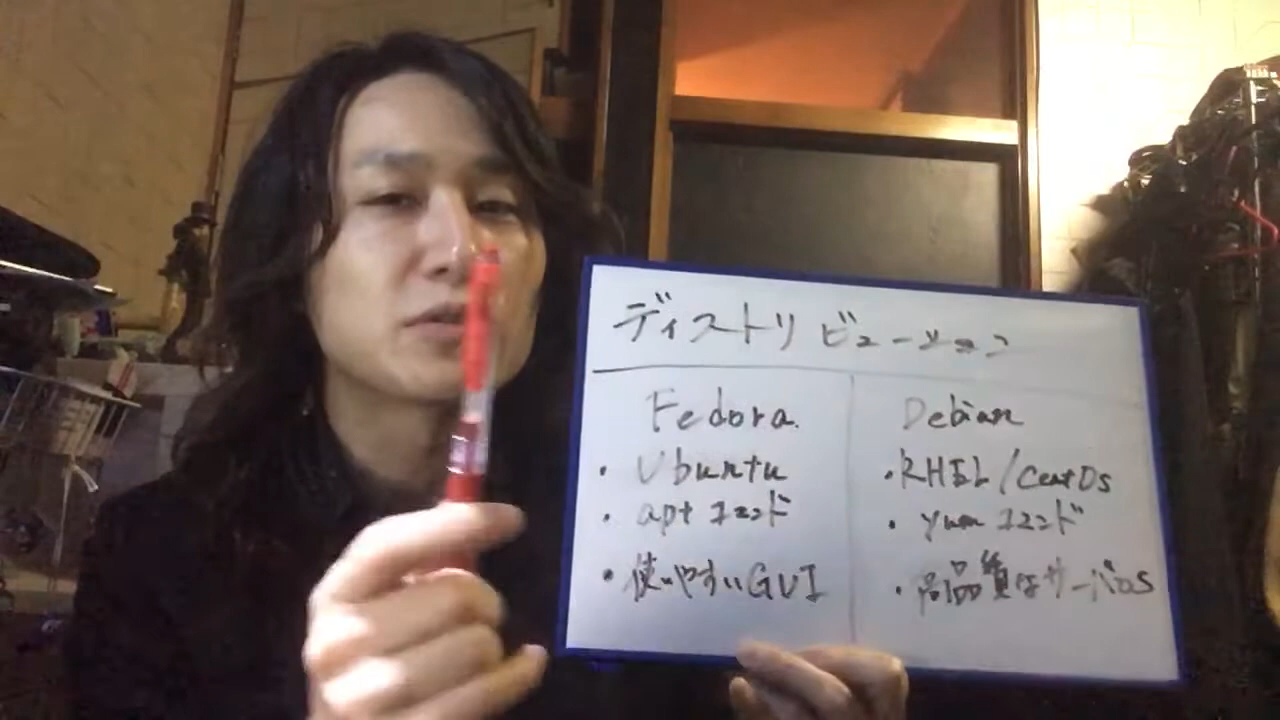 ディストリビューション
Fedora.
・Ubuntu
・apt コマンド
・使いやすいGUI
Debian
・RHEL/CentOs
・yum コマンド
・高品質なサーバOS